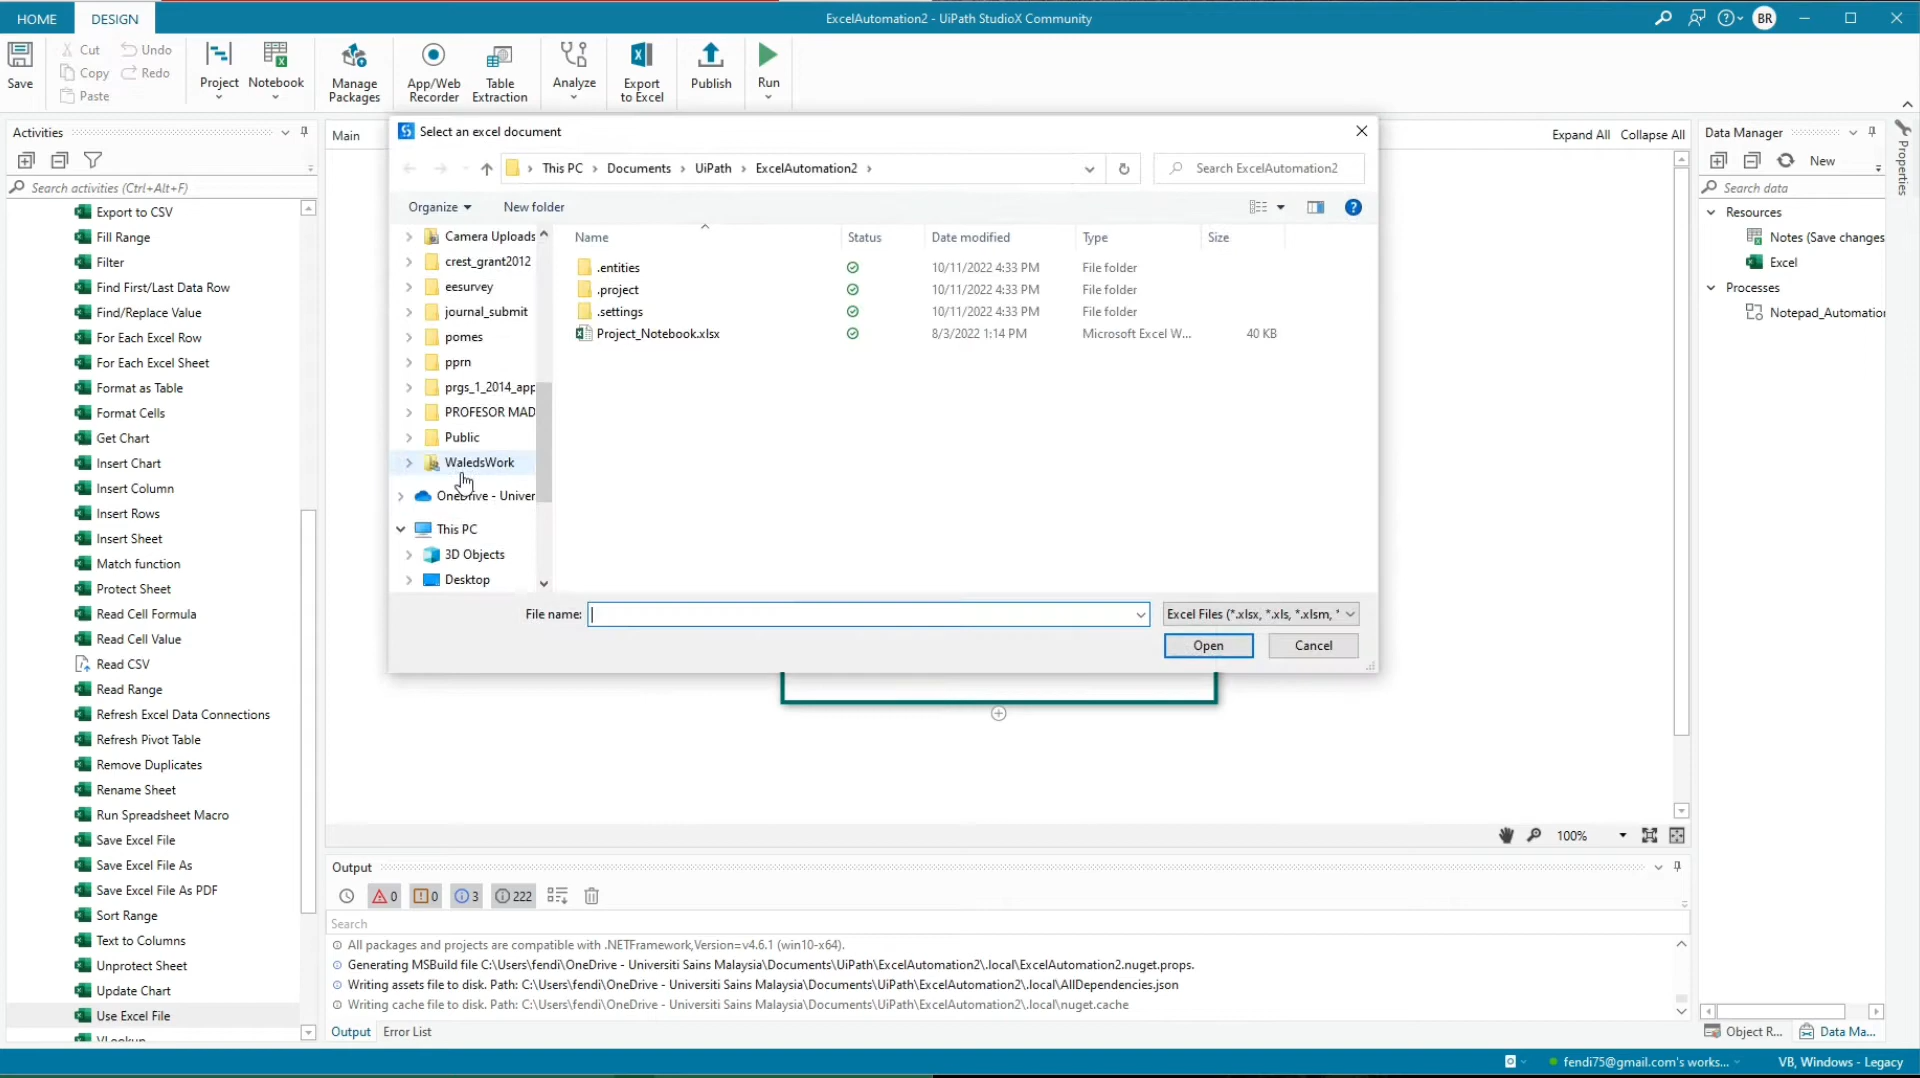 HOME
DESIGN
ExcelAutomation2 - UiPath StudioX Community
BR
Save
Cut
Copy
Paste
Undo
Redo
Project
Notebook
Manage
Packages
App/Web
Recorder
Table
Extraction
Analyze
Export
to Excel
Publish
Run
Activities
Search activities (Ctrl+Alt+F)
Export to CSV
Fill Range
Filter
Find First/Last Data Row
Find/Replace Value
For Each Excel Row
For Each Excel Sheet
Format as Table
Format Cells
Get Chart
Insert Chart
Insert Column
Insert Rows
Insert Sheet
Match function
Protect Sheet
Read Cell Formula
Read Cell Value
Read CSV
Read Range
Refresh Excel Data Connections
Refresh Pivot Table
Remove Duplicates
Rename Sheet
Run Spreadsheet Macro
Save Excel File
Save Excel File As
Save Excel File As PDF
Sort Range
Text to Columns
Unprotect Sheet
Update Chart
Use Excel File
VLookup
Main
Expand All Collapse All
Select an excel document
This PC > Documents > UiPath > ExcelAutomation2 >
Search ExcelAutomation2
Organize
New folder
Camera Uploads
crest_grant2012
eesurvey
journal_submit
pomes
pprn
prgs_1_2014_app
PROFESOR MAD
Public
WaledsWork
OneDrive - Univer
This PC
3D Objects
Desktop
Name Status Date modified Type Size
.entities 10/11/2022 4:33 PM File folder
.project 10/11/2022 4:33 PM File folder
.settings 10/11/2022 4:33 PM File folder
Project_Notebook.xlsx 8/3/2022 1:14 PM Microsoft Excel W... 40 KB
File name:
Excel Files (*.xlsx, *.xls, *.xlsm, *
Open
Cancel
100%
Output
0 0 3 222
Search
All packages and projects are compatible with .NETFramework,Version=v4.6.1 (win10-x64).
Generating MSBuild file C:\Users\fendi\OneDrive - Universiti Sains Malaysia\Documents\UiPath\ExcelAutomation2\.local\ExcelAutomation2.nuget.props.
Writing assets file to disk. Path: C:\Users\fendi\OneDrive - Universiti Sains Malaysia\Documents\UiPath\ExcelAutomation2\.local\AllDependencies.json
Writing cache file to disk. Path: C:\Users\fendi\OneDrive - Universiti Sains Malaysia\Documents\UiPath\ExcelAutomation2\.local\nuget.cache
Output Error List
Data Manager
New
Search data
Resources
Notes (Save changes
Excel
Processes
Notepad_Automation
Object R...
Data Ma...
Properties
fendi75@gmail.com's works...
VB, Windows - Legacy